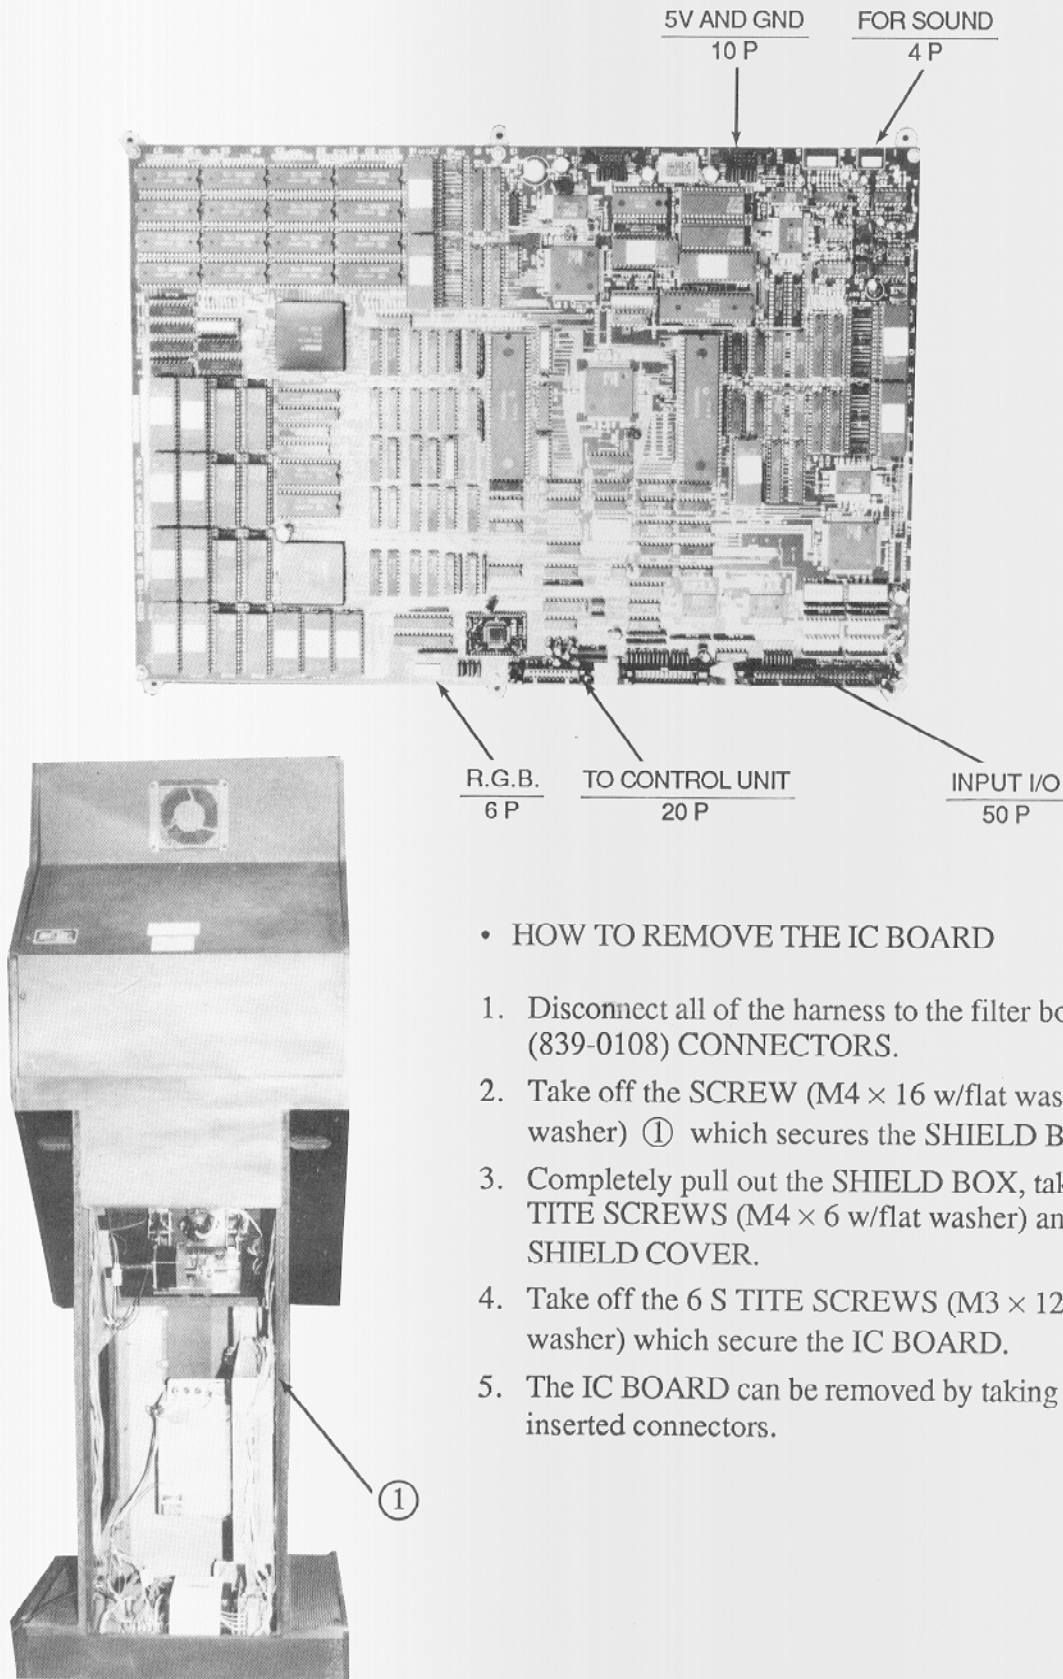 5V AND GND
10 P
FOR SOUND
4 P
R.G.B.
6 P
TO CONTROL UNIT
20 P
INPUT I/O
50 P
• HOW TO REMOVE THE IC BOARD
1. Disconnect all of the harness to the filter bo
(839-0108) CONNECTORS.
2. Take off the SCREW (M4 × 16 w/flat was
washer) ① which secures the SHIELD B
3. Completely pull out the SHIELD BOX, tak
TITE SCREWS (M4 × 6 w/flat washer) an
SHIELD COVER.
4. Take off the 6 S TITE SCREWS (M3 × 12
washer) which secure the IC BOARD.
5. The IC BOARD can be removed by taking
inserted connectors.
①